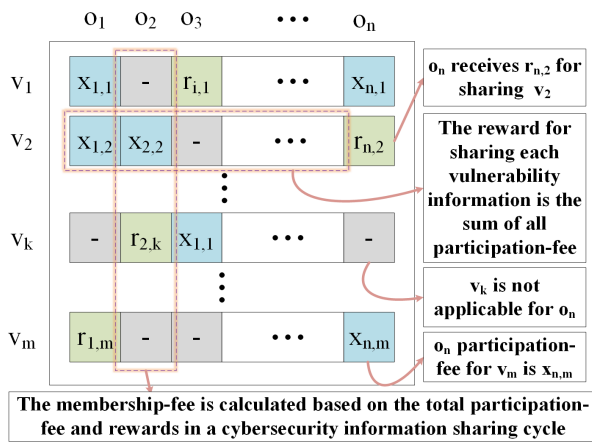 o1 o2 o3 ••• on
v1 x1,1 - ri,1 ••• xn,1
on receives rn,2 for
sharing v2
v2 x1,2 x2,2 - ••• rn,2
The reward for
sharing each
vulnerability
information is the
sum of all
participation-fee
vk - r2,k x1,1 ••• -
vk is not
applicable for on
vm r1,m - - ••• xn,m
on participation-
fee for vm is xn,m
The membership-fee is calculated based on the total participation-
fee and rewards in a cybersecurity information sharing cycle